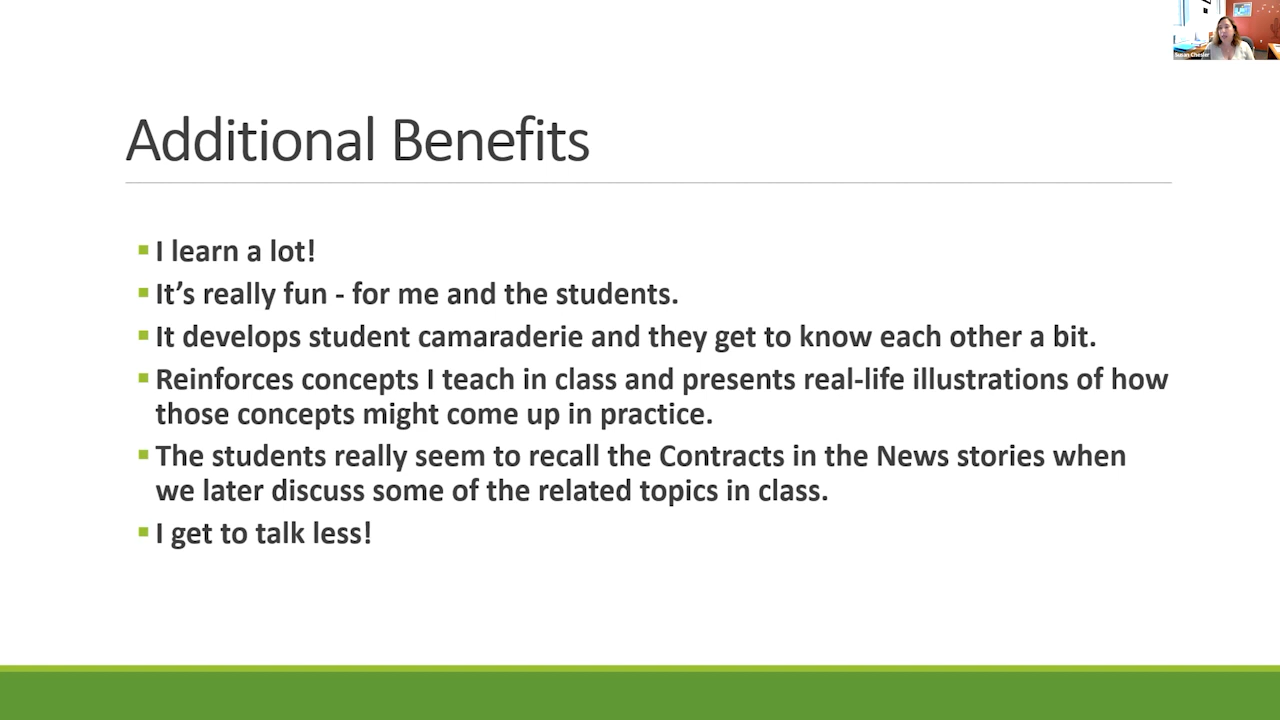 Susan Chesler
Additional Benefits
I learn a lot!
It's really fun - for me and the students.
It develops student camaraderie and they get to know each other a bit.
Reinforces concepts I teach in class and presents real-life illustrations of how
those concepts might come up in practice.
The students really seem to recall the Contracts in the News stories when
we later discuss some of the related topics in class.
I get to talk less!